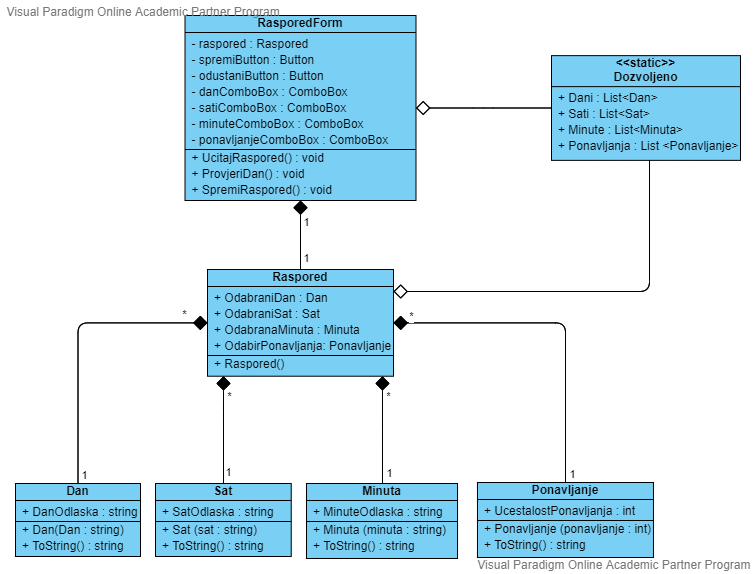 Visual Paradigm Online Academic Partner Program
RasporedForm
- raspored : Raspored
- spremiButton : Button
- odustaniButton : Button
- danComboBox : ComboBox
- satiComboBox : ComboBox
- minuteComboBox : ComboBox
- ponavljanjeComboBox : ComboBox
+ UcitajRaspored() : void
+ ProvjeriDan() : void
+ SpremiRaspored() : void
<<static>>
Dozvoljeno
+ Dani : List<Dan>
+ Sati : List<Sat>
+ Minute : List<Minuta>
+ Ponavljanja : List <Ponavljanje>
1
1
Raspored
+ OdabraniDan : Dan
+ OdabraniSat : Sat
+ OdabranaMinuta : Minuta
+ OdabirPonavljanja: Ponavljanje
+ Raspored()
*
*
*
*
1
1
1
1
Dan
+ DanOdlaska : string
+ Dan(Dan : string)
+ ToString() : string
Sat
+ SatOdlaska : string
+ Sat (sat : string)
+ ToString() : string
Minuta
+ MinuteOdlaska : string
+ Minuta (minuta : string)
+ ToString() : string
Ponavljanje
+ UcestalostPonavljanja : int
+ Ponavljanje (ponavljanje : int)
+ ToString() : string
Visual Paradigm Online Academic Partner Program